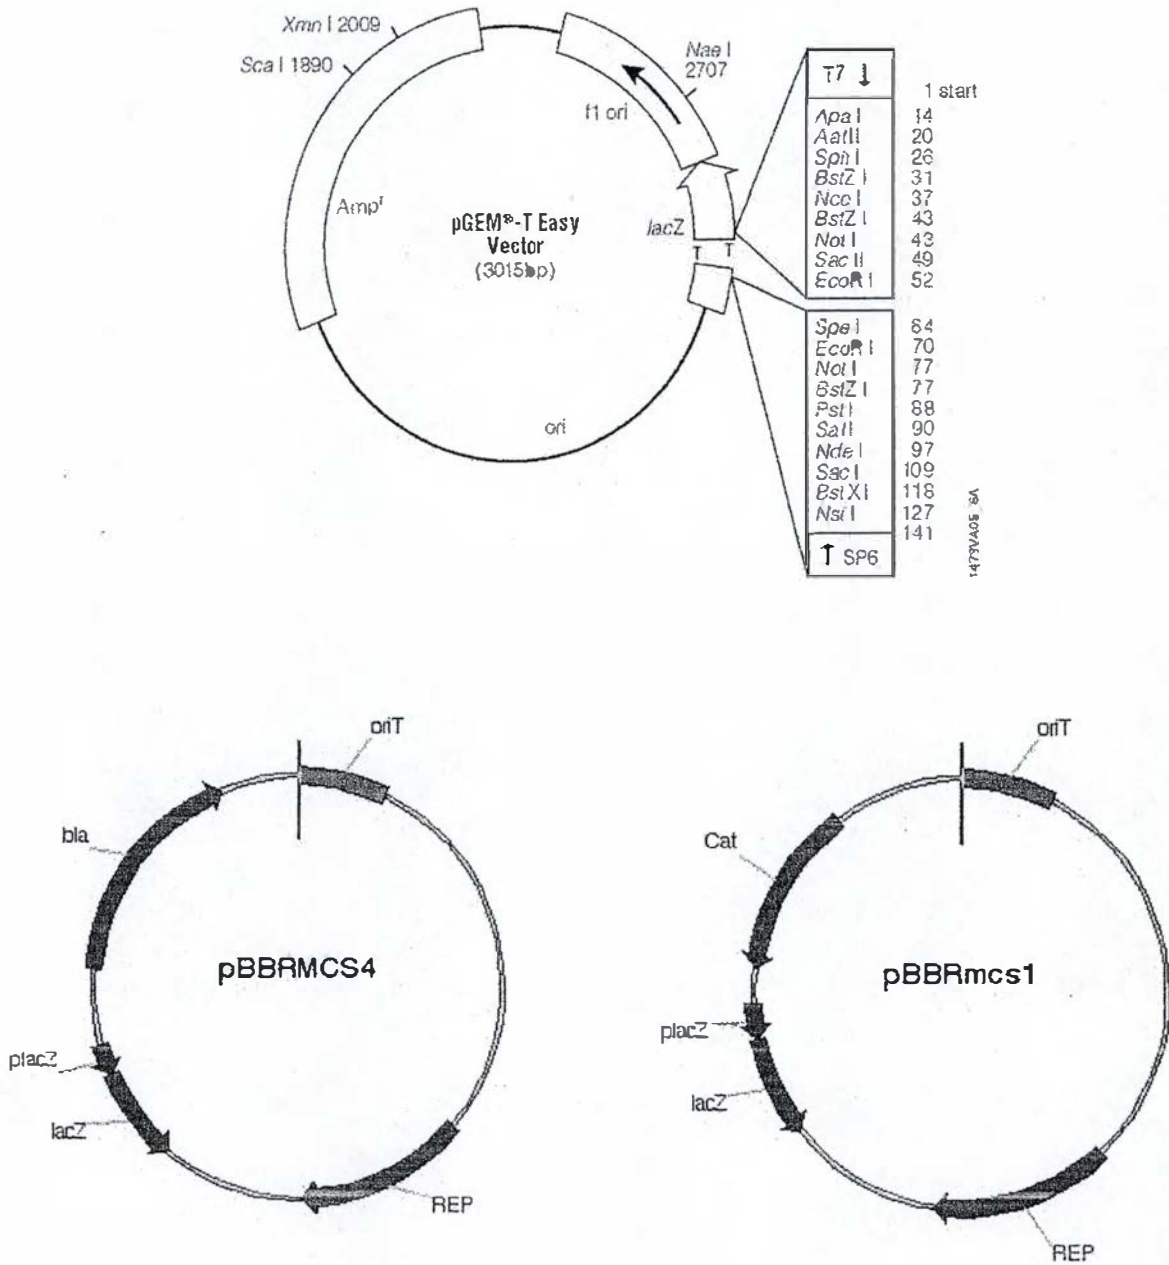 Xmn I 2009
Sca I 1890
Nae I
2707
f1 ori
Ampʳ
pGEM®-T Easy
Vector
(3015bp)
lacZ
T T
ori
T7 ↓
1 start
Apa I 14
Aat II 20
Sph I 26
BstZ I 31
Nco I 37
BstZ I 43
Not I 43
Sac II 49
EcoR I 52
Spe I 64
EcoR I 70
Not I 77
BstZ I 77
Pst I 88
Sal I 90
Nde I 97
Sac I 109
BstX I 118
Nsi I 127
141
↑ SP6
1473VA05_6A
oriT
bla
pBBRMCS4
placZ
lacZ
REP
oriT
Cat
pBBRmcs1
placZ
lacZ
REP